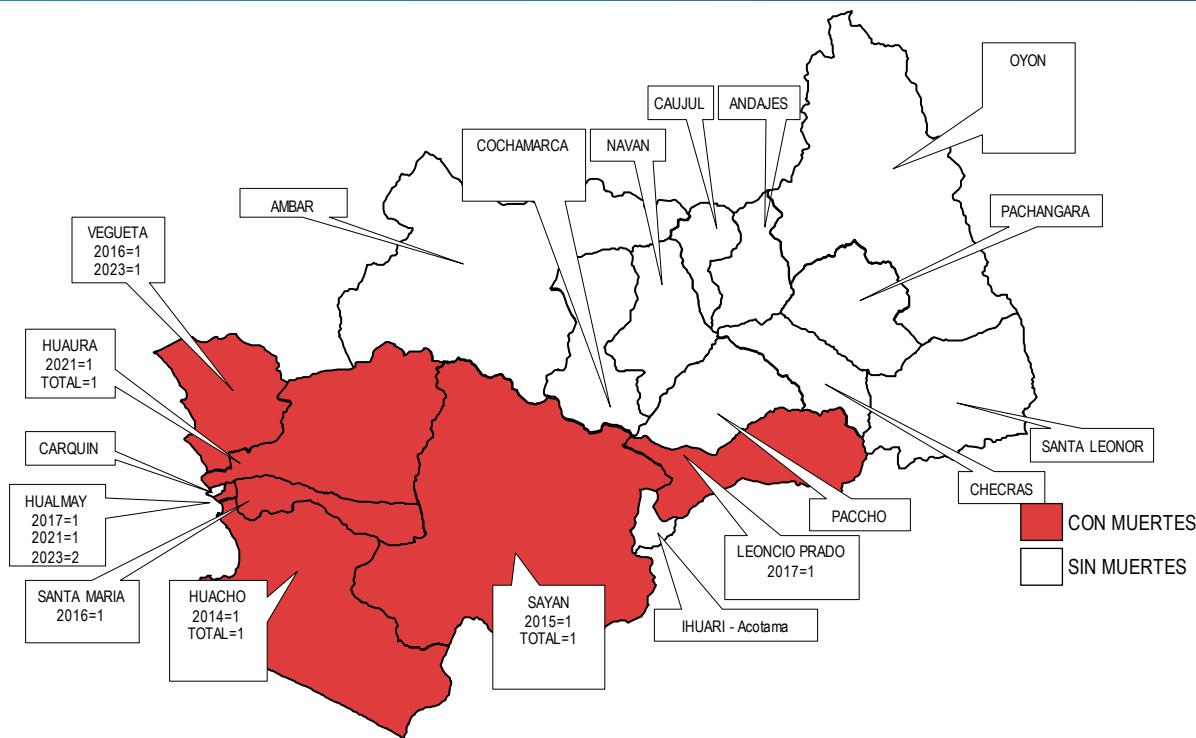 OYON
CAUJUL
ANDAJES
COCHAMARCA
NAVAN
AMBAR
PACHANGARA
VEGUETA
2016=1
2023=1
HUAURA
2021=1
TOTAL=1
CARQUIN
SANTA LEONOR
HUALMAY
2017=1
2021=1
2023=2
CHECRAS
PACCHO
CON MUERTES
LEONCIO PRADO
2017=1
SIN MUERTES
SANTA MARIA
2016=1
HUACHO
2014=1
TOTAL=1
SAYAN
2015=1
TOTAL=1
IHUARI - Acotama